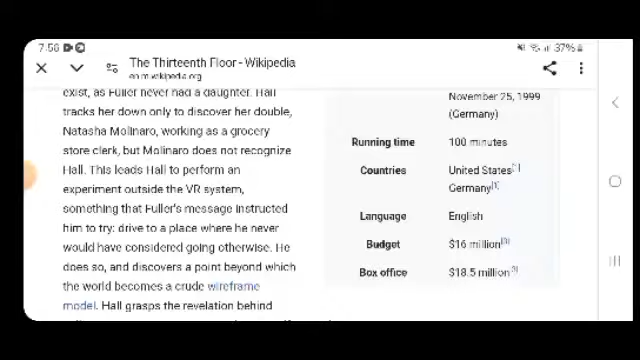 7:56
37%
The Thirteenth Floor - Wikipedia
en.m.wikipedia.org
exist, as Fuller never had a daughter. Hall
tracks her down only to discover her double,
Natasha Molinaro, working as a grocery
store clerk, but Molinaro does not recognize
Hall. This leads Hall to perform an
experiment outside the VR system,
something that Fuller's message instructed
him to try: drive to a place where he never
would have considered going otherwise. He
does so, and discovers a point beyond which
the world becomes a crude wireframe
model. Hall grasps the revelation behind
November 25, 1999
(Germany)
Running time 100 minutes
Countries United States[1]
Germany[1]
Language English
Budget $16 million[3]
Box office $18.5 million[3]